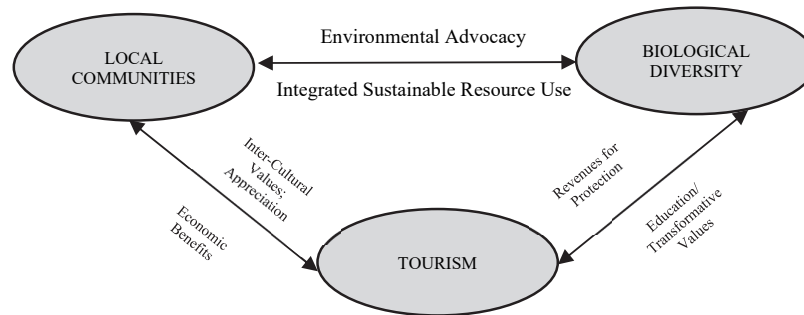 LOCAL
COMMUNITIES
Environmental Advocacy
Integrated Sustainable Resource Use
BIOLOGICAL
DIVERSITY
Inter-Cultural
Values;
Appreciation
Economic
Benefits
Revenues for
Protection
Education/
Transformative
Values
TOURISM